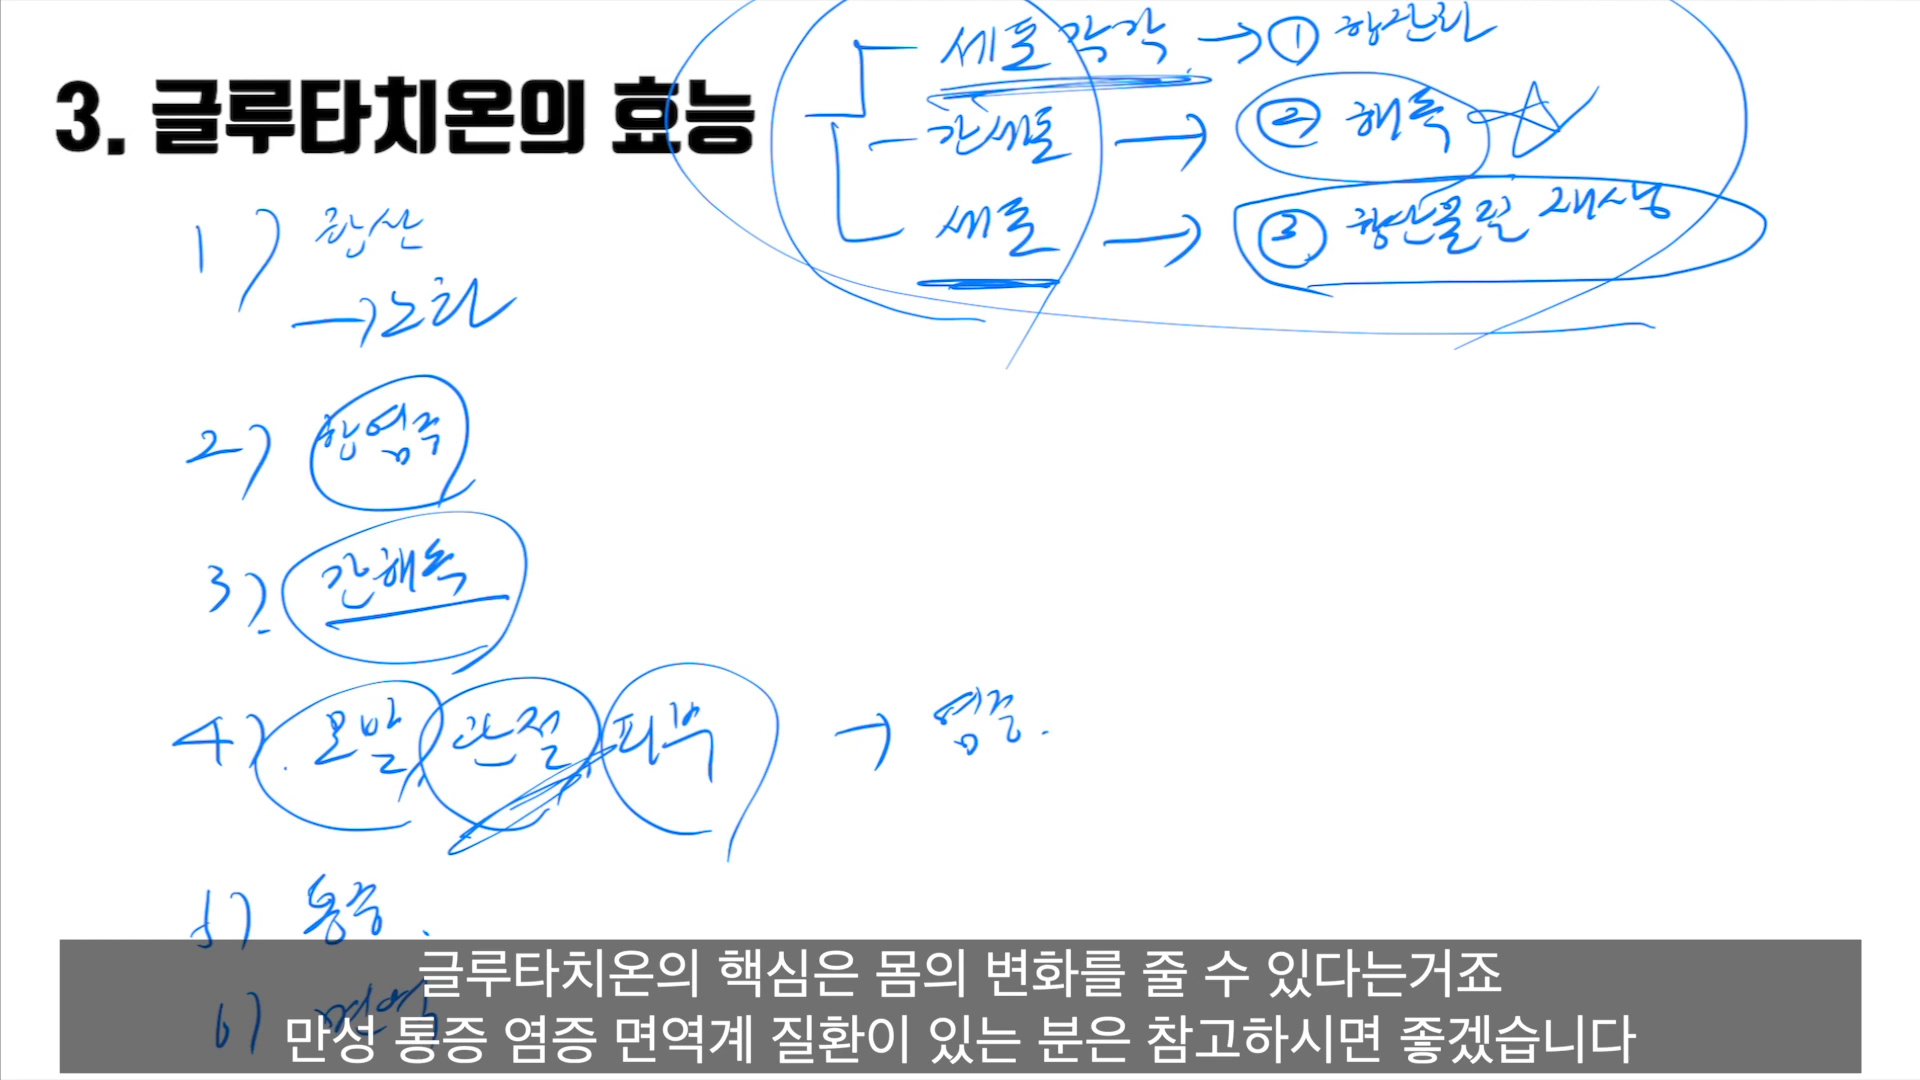 3. 글루타치온의 효능
세포 각각 → ① 항산화
간세포 → ② 해독
세포 → ③ 항산물질 재생
1) 항산
→ 노화
2) 항염증
3) 간해독
4) 모발, 관절, 피부 → 염증.
5) 통증.
6) 면역
글루타치온의 핵심은 몸의 변화를 줄 수 있다는거죠
만성 통증 염증 면역계 질환이 있는 분은 참고하시면 좋겠습니다